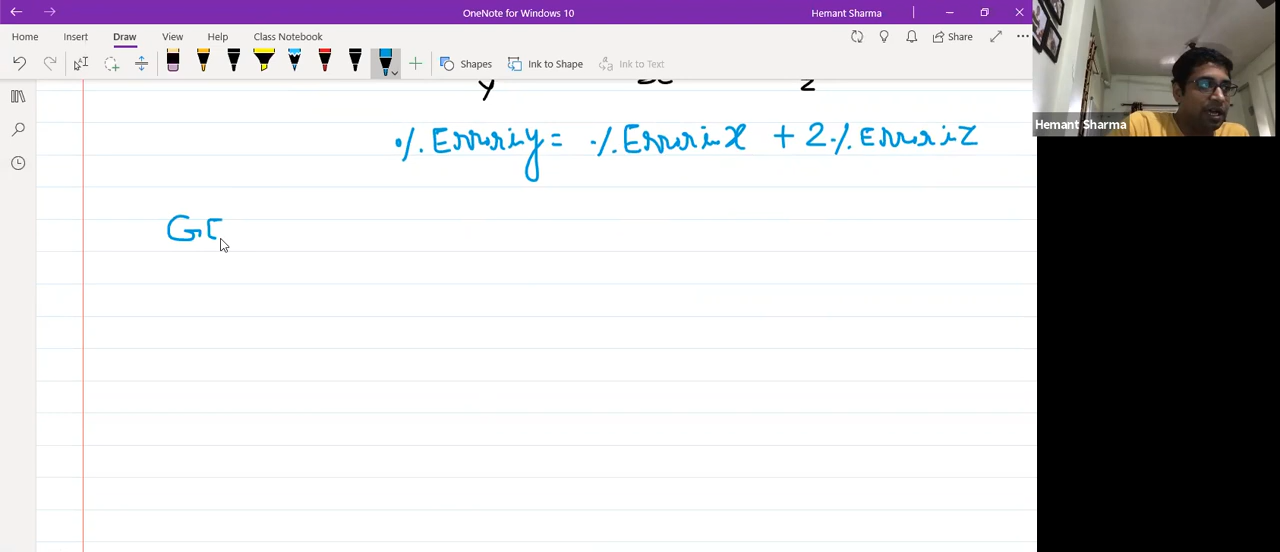 OneNote for Windows 10
Hemant Sharma
Home Insert Draw View Help Class Notebook
Share
Shapes Ink to Shape Ink to Text
y x z
% Error in y = % Error in x + 2 % Error in z
GE
Hemant Sharma